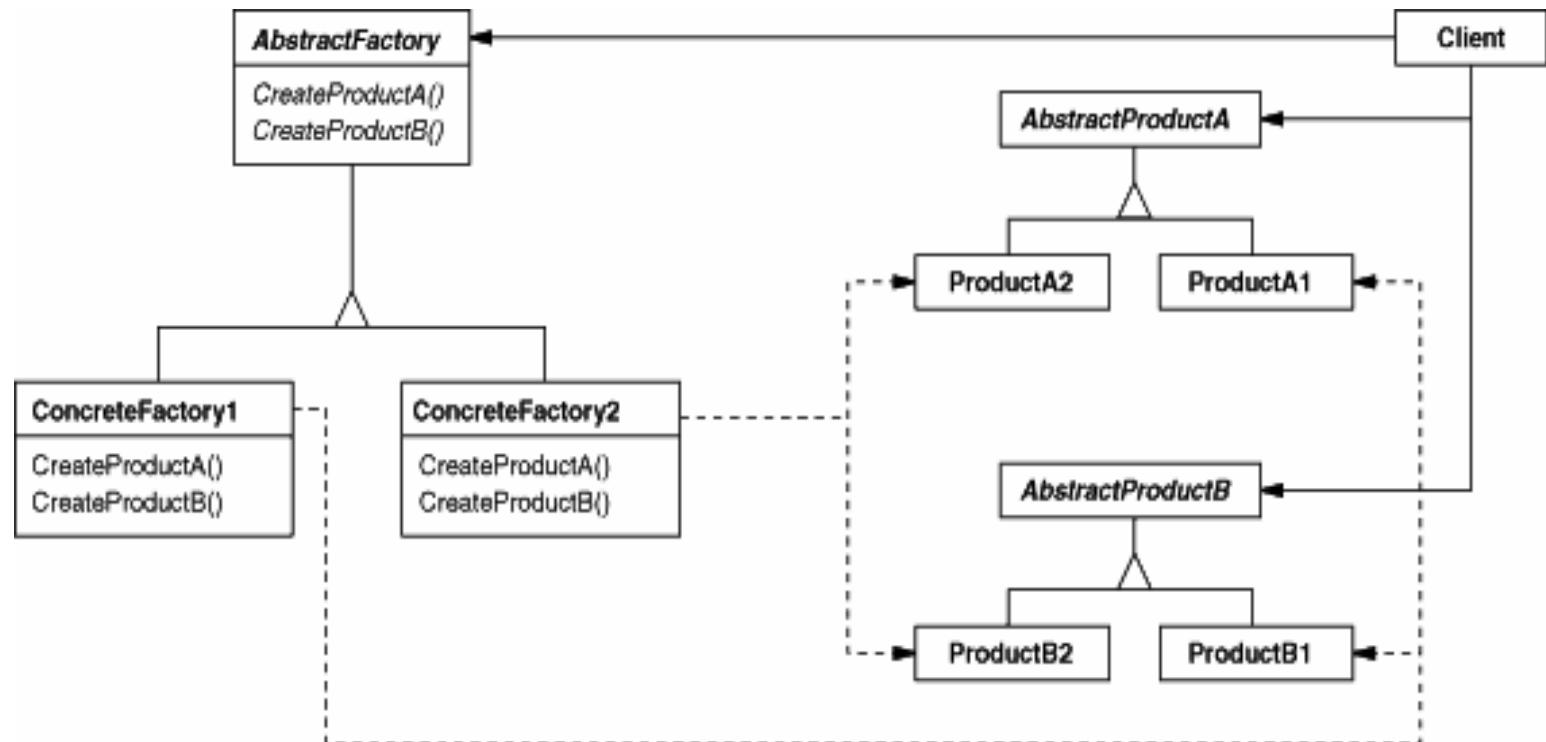 AbstractFactory
CreateProductA()
CreateProductB()
Client
AbstractProductA
ProductA2
ProductA1
ConcreteFactory1
CreateProductA()
CreateProductB()
ConcreteFactory2
CreateProductA()
CreateProductB()
AbstractProductB
ProductB2
ProductB1